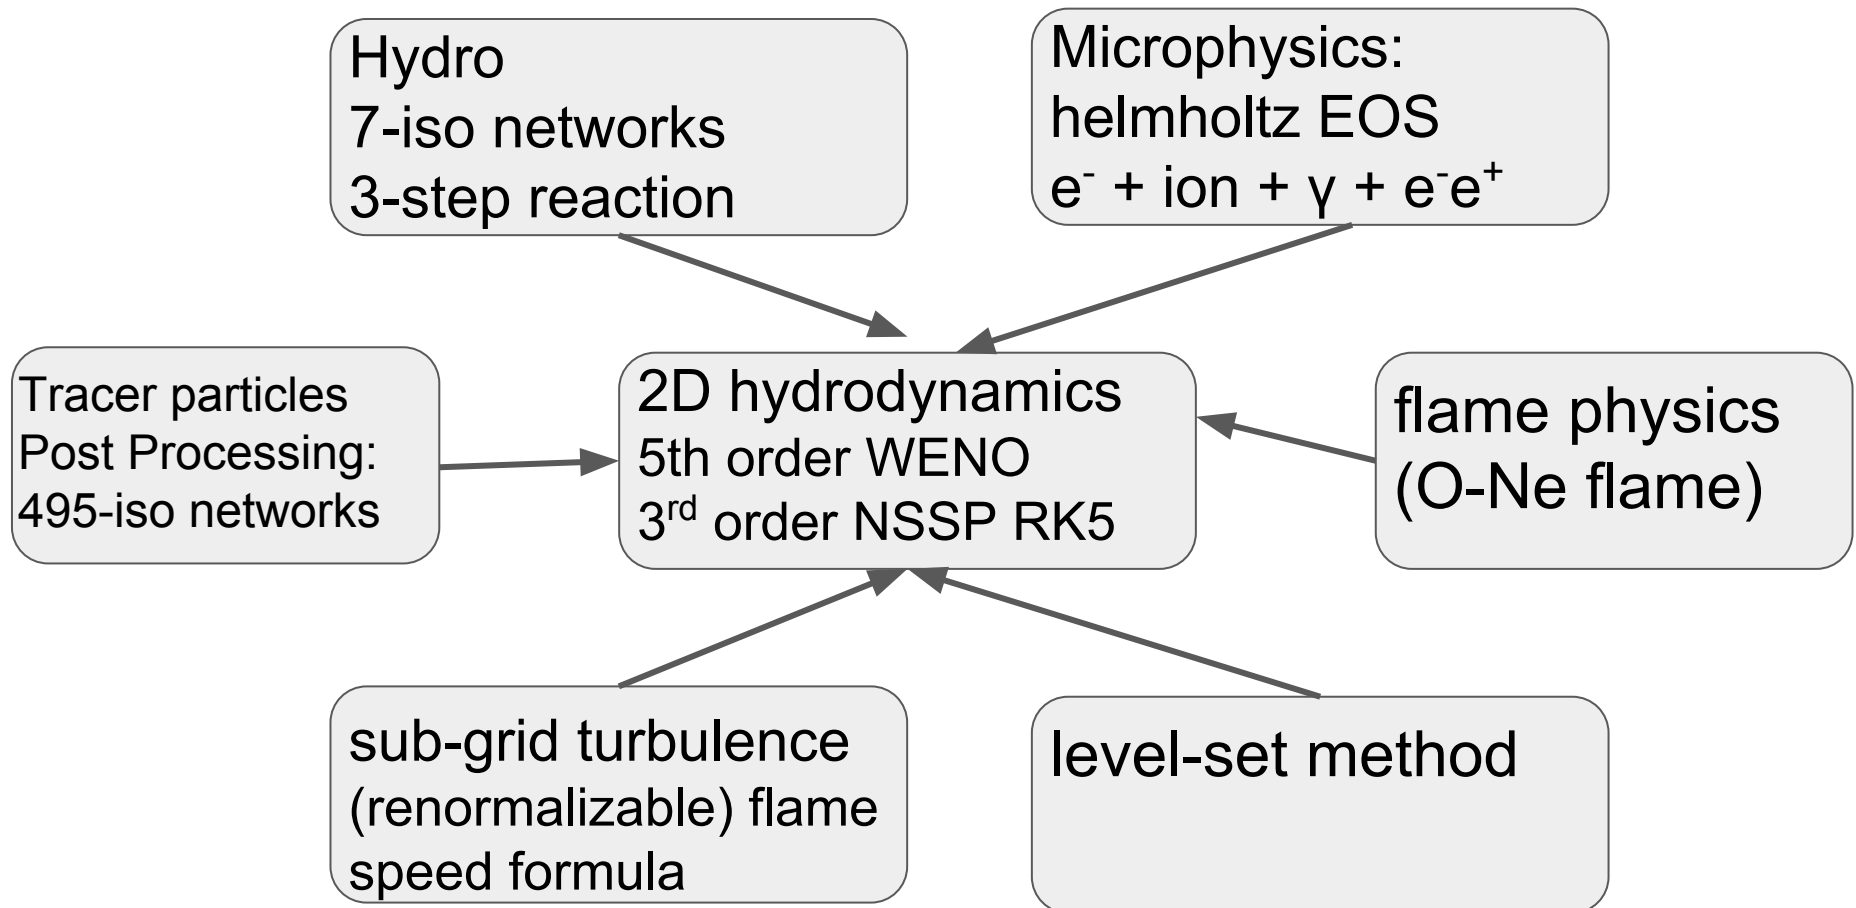 Hydro
7-iso networks
3-step reaction
Microphysics:
helmholtz EOS
e⁻ + ion + γ + e⁻e⁺
Tracer particles
Post Processing:
495-iso networks
2D hydrodynamics
5th order WENO
3ʳᵈ order NSSP RK5
flame physics
(O-Ne flame)
sub-grid turbulence
(renormalizable) flame
speed formula
level-set method